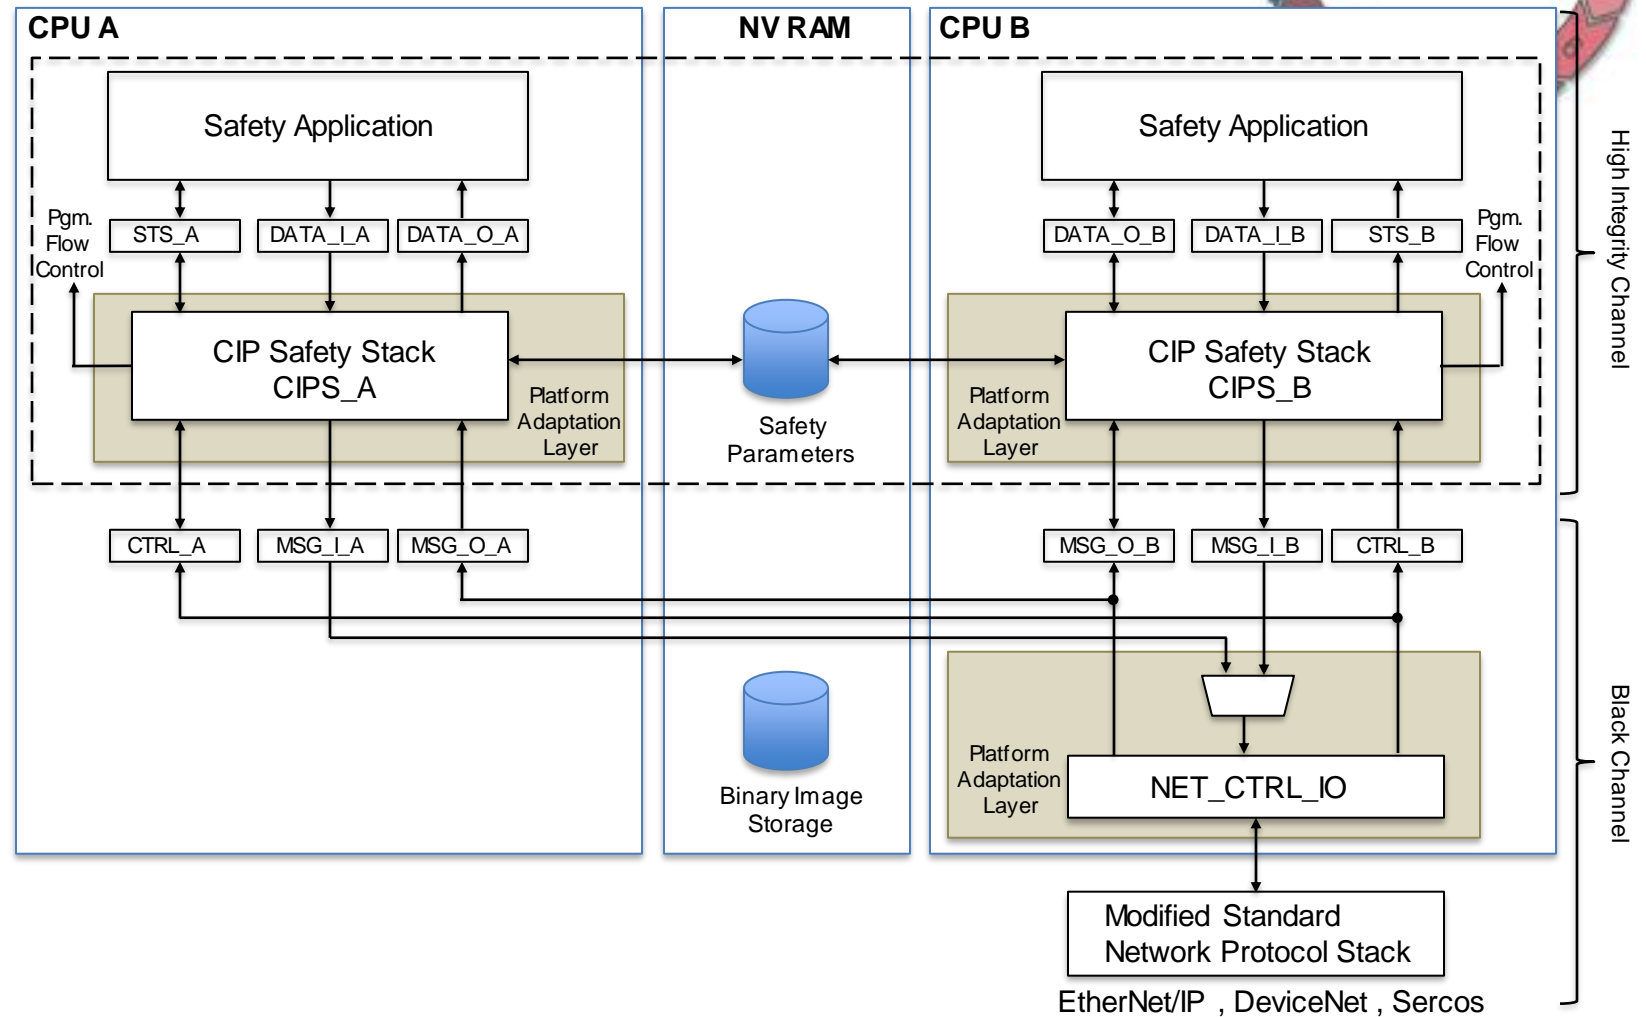 CPU A
NV RAM
CPU B
Safety Application
Safety Application
Pgm.
Flow
Control
STS_A
DATA_I_A
DATA_O_A
DATA_O_B
DATA_I_B
STS_B
Pgm.
Flow
Control
High Integrity Channel
CIP Safety Stack
CIPS_A
Platform
Adaptation
Layer
Safety
Parameters
Platform
Adaptation
Layer
CIP Safety Stack
CIPS_B
CTRL_A
MSG_I_A
MSG_O_A
MSG_O_B
MSG_I_B
CTRL_B
Black Channel
Binary Image
Storage
Platform
Adaptation
Layer
NET_CTRL_IO
Modified Standard
Network Protocol Stack
EtherNet/IP , DeviceNet , Sercos